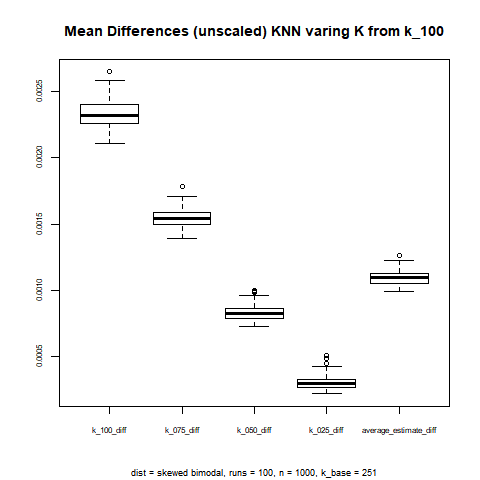 Mean Differences (unscaled) KNN varing K from k_100
0.0025
0.0020
0.0015
0.0010
0.0005
k_100_diff k_075_diff k_050_diff k_025_diff average_estimate_diff
dist = skewed bimodal, runs = 100, n = 1000, k_base = 251